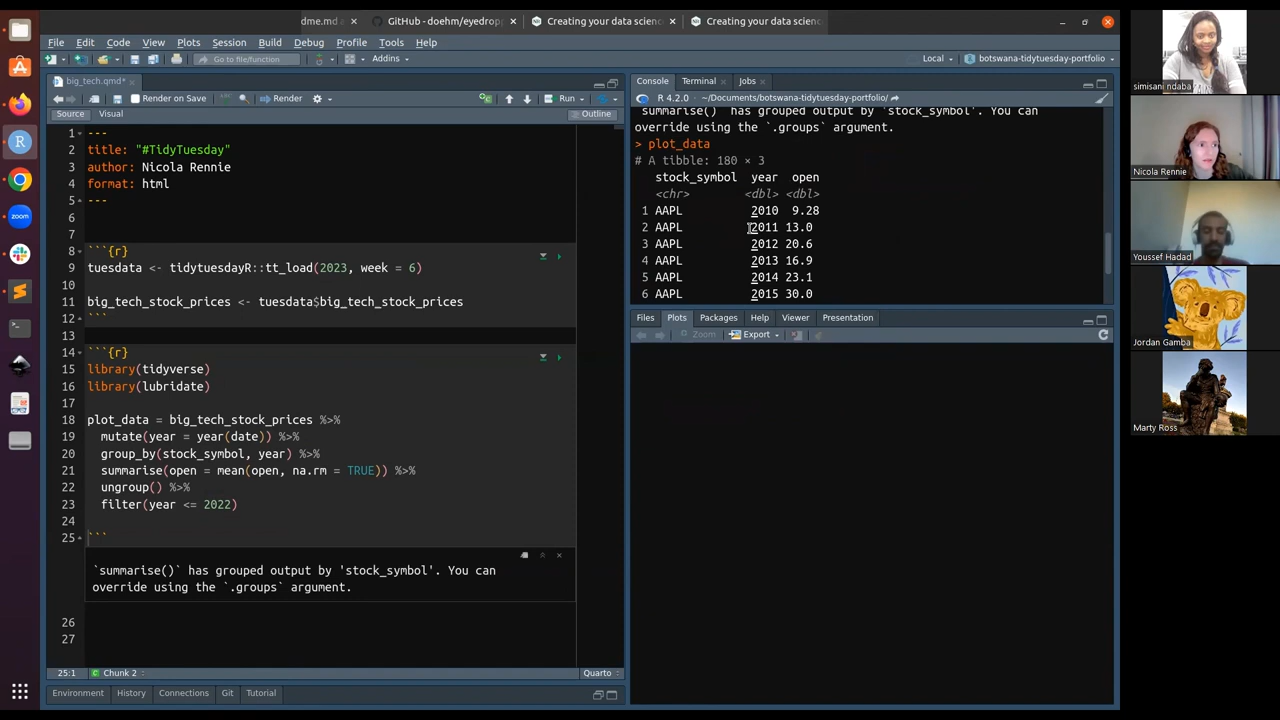 dme.md a
GitHub - doehm/eyedropp
Creating your data scienc
Creating your data scienc
File Edit Code View Plots Session Build Debug Profile Tools Help
Go to file/function
Addins
Local
botswana-tidytuesday-portfolio
big_tech.qmd*
Render on Save
Render
Run
Source Visual
Outline
1 ---
2 title: "#TidyTuesday"
3 author: Nicola Rennie
4 format: html
5 ---
6
7
8 ```{r}
9 tuesdata <- tidytuesdayR::tt_load(2023, week = 6)
10
11 big_tech_stock_prices <- tuesdata$big_tech_stock_prices
12 ```
13
14 ```{r}
15 library(tidyverse)
16 library(lubridate)
17
18 plot_data = big_tech_stock_prices %>%
19 mutate(year = year(date)) %>%
20 group_by(stock_symbol, year) %>%
21 summarise(open = mean(open, na.rm = TRUE)) %>%
22 ungroup() %>%
23 filter(year <= 2022)
24
25 ```
`summarise()` has grouped output by 'stock_symbol'. You can
override using the `.groups` argument.
26
27
25:1 Chunk 2 Quarto
Environment History Connections Git Tutorial
Console Terminal Jobs
R 4.2.0 · ~/Documents/botswana-tidytuesday-portfolio/
`summarise()` has grouped output by 'stock_symbol'. You can
override using the `.groups` argument.
> plot_data
# A tibble: 180 × 3
stock_symbol year open
<chr> <dbl> <dbl>
1 AAPL 2010 9.28
2 AAPL 2011 13.0
3 AAPL 2012 20.6
4 AAPL 2013 16.9
5 AAPL 2014 23.1
6 AAPL 2015 30.0
Files Plots Packages Help Viewer Presentation
Zoom Export
simisani ndaba
Nicola Rennie
Youssef Hadad
Jordan Gamba
Marty Ross
zoom